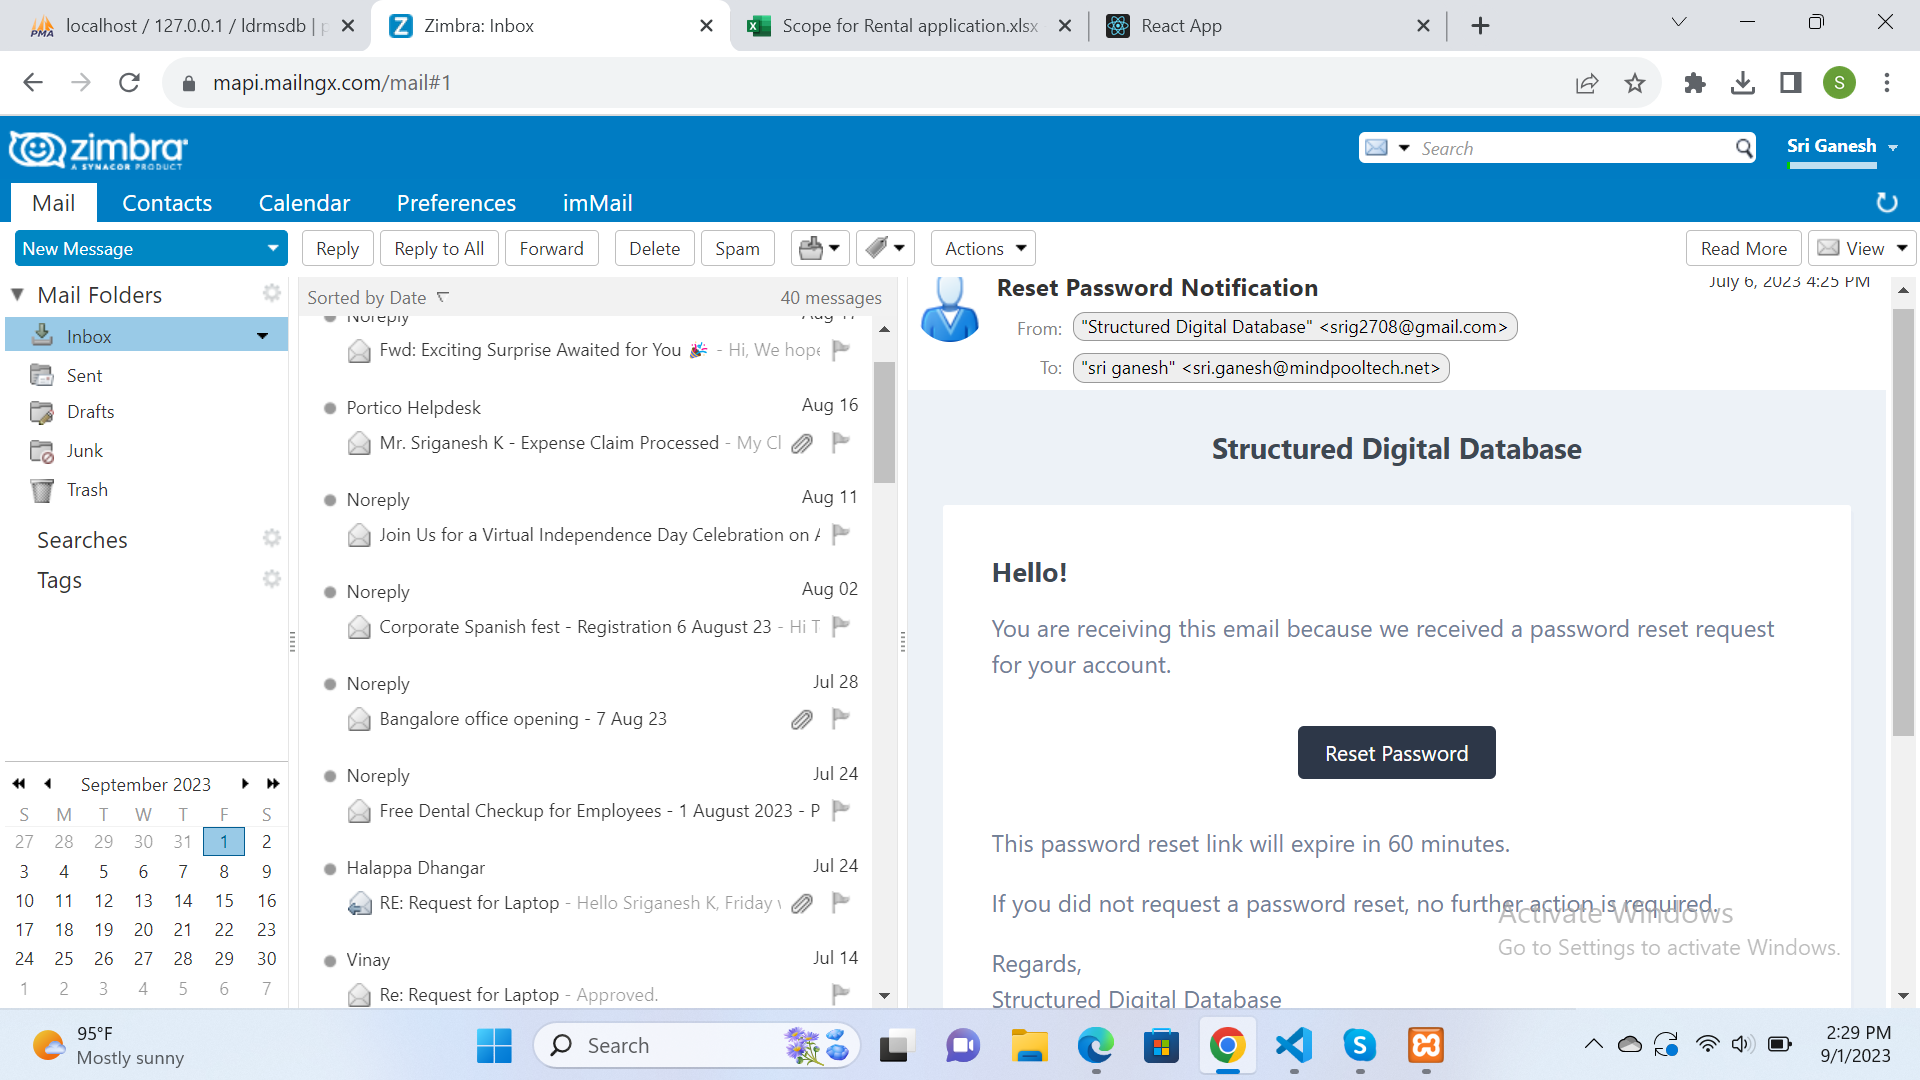 localhost / 127.0.0.1 / ldrmsdb | p
Zimbra: Inbox
Scope for Rental application.xlsx
React App
mapi.mailngx.com/mail#1
S
zimbra
A SYNACOR PRODUCT
Search
Sri Ganesh
Mail
Contacts
Calendar
Preferences
imMail
New Message
Reply
Reply to All
Forward
Delete
Spam
Actions
Read More
View
Mail Folders
Inbox
Sent
Drafts
Junk
Trash
Searches
Tags
September 2023
S M T W T F S
27 28 29 30 31 1 2
3 4 5 6 7 8 9
10 11 12 13 14 15 16
17 18 19 20 21 22 23
24 25 26 27 28 29 30
1 2 3 4 5 6 7
Sorted by Date
40 messages
Noreply
Fwd: Exciting Surprise Awaited for You 🎉 - Hi, We hope
Portico Helpdesk Aug 16
Mr. Sriganesh K - Expense Claim Processed - My Cl
Noreply Aug 11
Join Us for a Virtual Independence Day Celebration on A
Noreply Aug 02
Corporate Spanish fest - Registration 6 August 23 - Hi T
Noreply Jul 28
Bangalore office opening - 7 Aug 23
Noreply Jul 24
Free Dental Checkup for Employees - 1 August 2023 - P
Halappa Dhangar Jul 24
RE: Request for Laptop - Hello Sriganesh K, Friday
Vinay Jul 14
Re: Request for Laptop - Approved.
Reset Password Notification
July 6, 2023 4:25 PM
From: "Structured Digital Database" <srig2708@gmail.com>
To: "sri ganesh" <sri.ganesh@mindpooltech.net>
Structured Digital Database
Hello!
You are receiving this email because we received a password reset request
for your account.
Reset Password
This password reset link will expire in 60 minutes.
If you did not request a password reset, no further action is required.
Regards,
Structured Digital Database
Activate Windows
Go to Settings to activate Windows.
95°F
Mostly sunny
Search
2:29 PM
9/1/2023